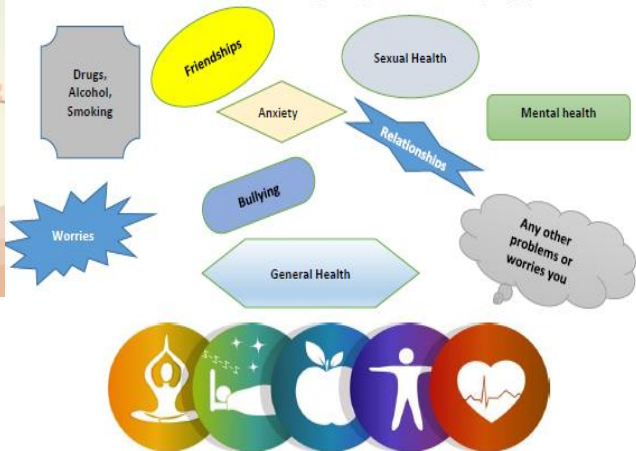 Friendships
Sexual Health
Drugs,
Alcohol,
Smoking
Anxiety
Mental health
Relationships
Bullying
Worries
Any other
problems or
worries you
General Health